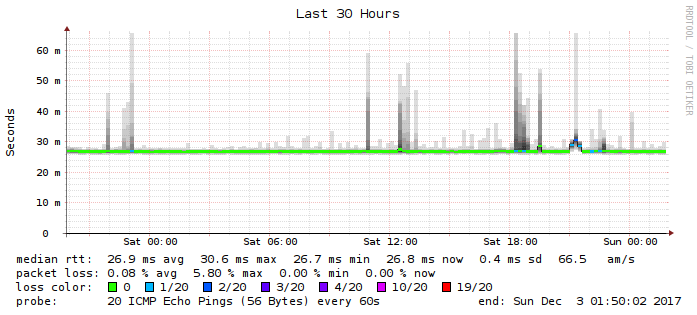 Last 30 Hours
RRDTOOL / TOBI OETIKER
Seconds
60 m
50 m
40 m
30 m
20 m
10 m
0
Sat 00:00 Sat 06:00 Sat 12:00 Sat 18:00 Sun 00:00
median rtt: 26.9 ms avg 30.6 ms max 26.7 ms min 26.8 ms now 0.4 ms sd 66.5 am/s
packet loss: 0.08 % avg 5.80 % max 0.00 % min 0.00 % now
loss color: 0 1/20 2/20 3/20 4/20 10/20 19/20
probe: 20 ICMP Echo Pings (56 Bytes) every 60s end: Sun Dec 3 01:50:02 2017